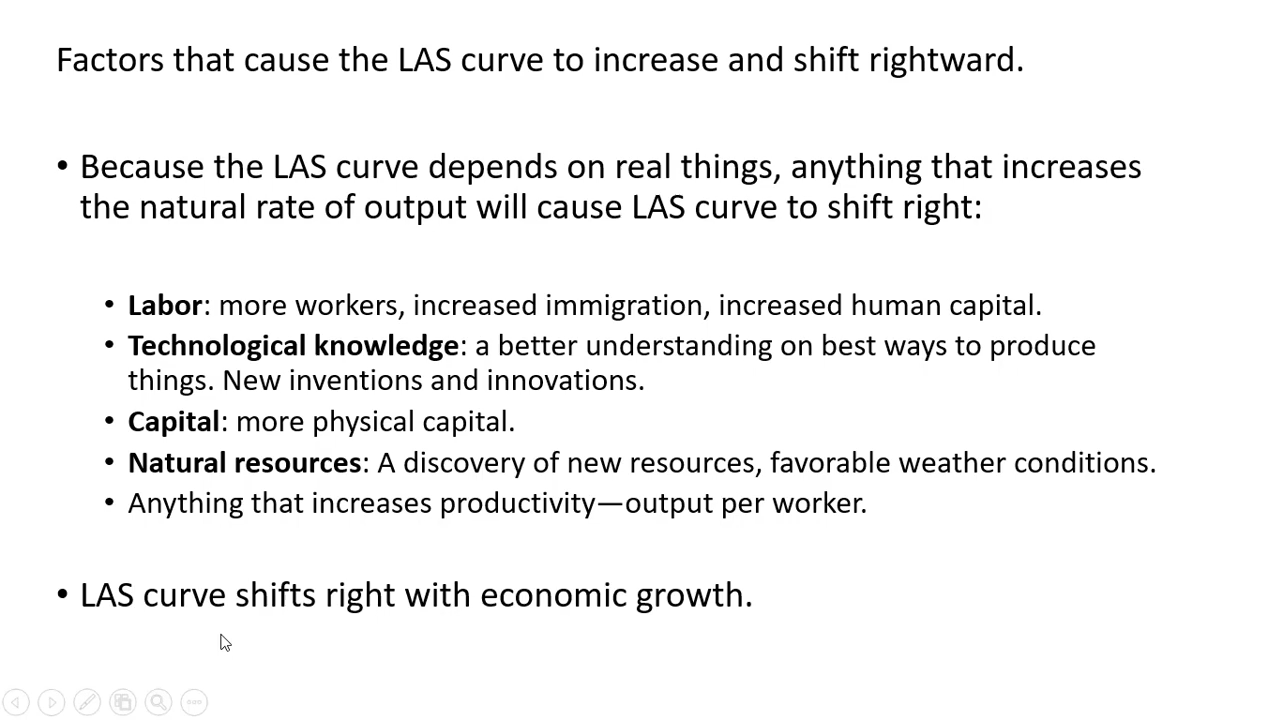 Factors that cause the LAS curve to increase and shift rightward.
• Because the LAS curve depends on real things, anything that increases
the natural rate of output will cause LAS curve to shift right:
• Labor: more workers, increased immigration, increased human capital.
• Technological knowledge: a better understanding on best ways to produce
things. New inventions and innovations.
• Capital: more physical capital.
• Natural resources: A discovery of new resources, favorable weather conditions.
• Anything that increases productivity—output per worker.
• LAS curve shifts right with economic growth.